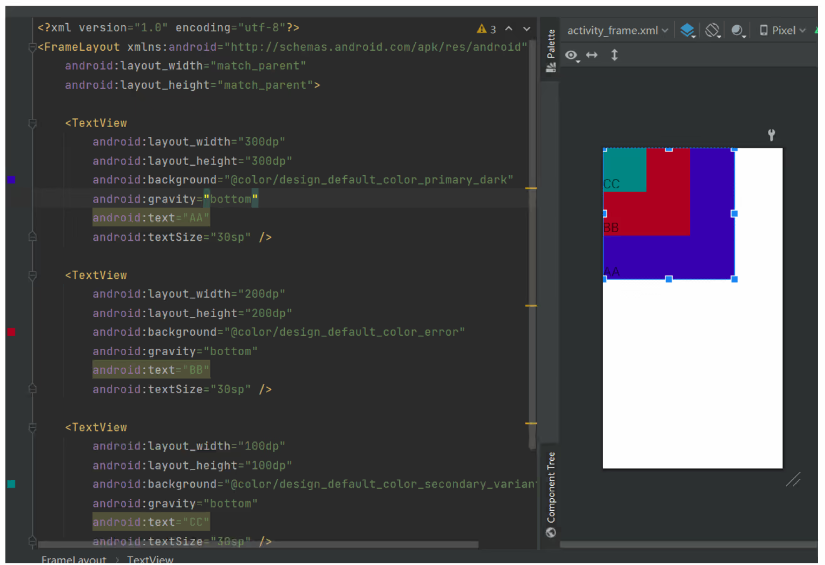 <?xml version="1.0" encoding="utf-8"?>
3
<FrameLayout xmlns:android="http://schemas.android.com/apk/res/android"
android:layout_width="match_parent"
android:layout_height="match_parent">
<TextView
android:layout_width="300dp"
android:layout_height="300dp"
android:background="@color/design_default_color_primary_dark"
android:gravity="bottom"
android:text="AA"
android:textSize="30sp" />
<TextView
android:layout_width="200dp"
android:layout_height="200dp"
android:background="@color/design_default_color_error"
android:gravity="bottom"
android:text="BB"
android:textSize="30sp" />
<TextView
android:layout_width="100dp"
android:layout_height="100dp"
android:background="@color/design_default_color_secondary_varian
android:gravity="bottom"
android:text="CC"
android:textSize="30sp" />
FrameLayout > TextView
Palette
Component Tree
activity_frame.xml
Pixel
CC
BB
AA